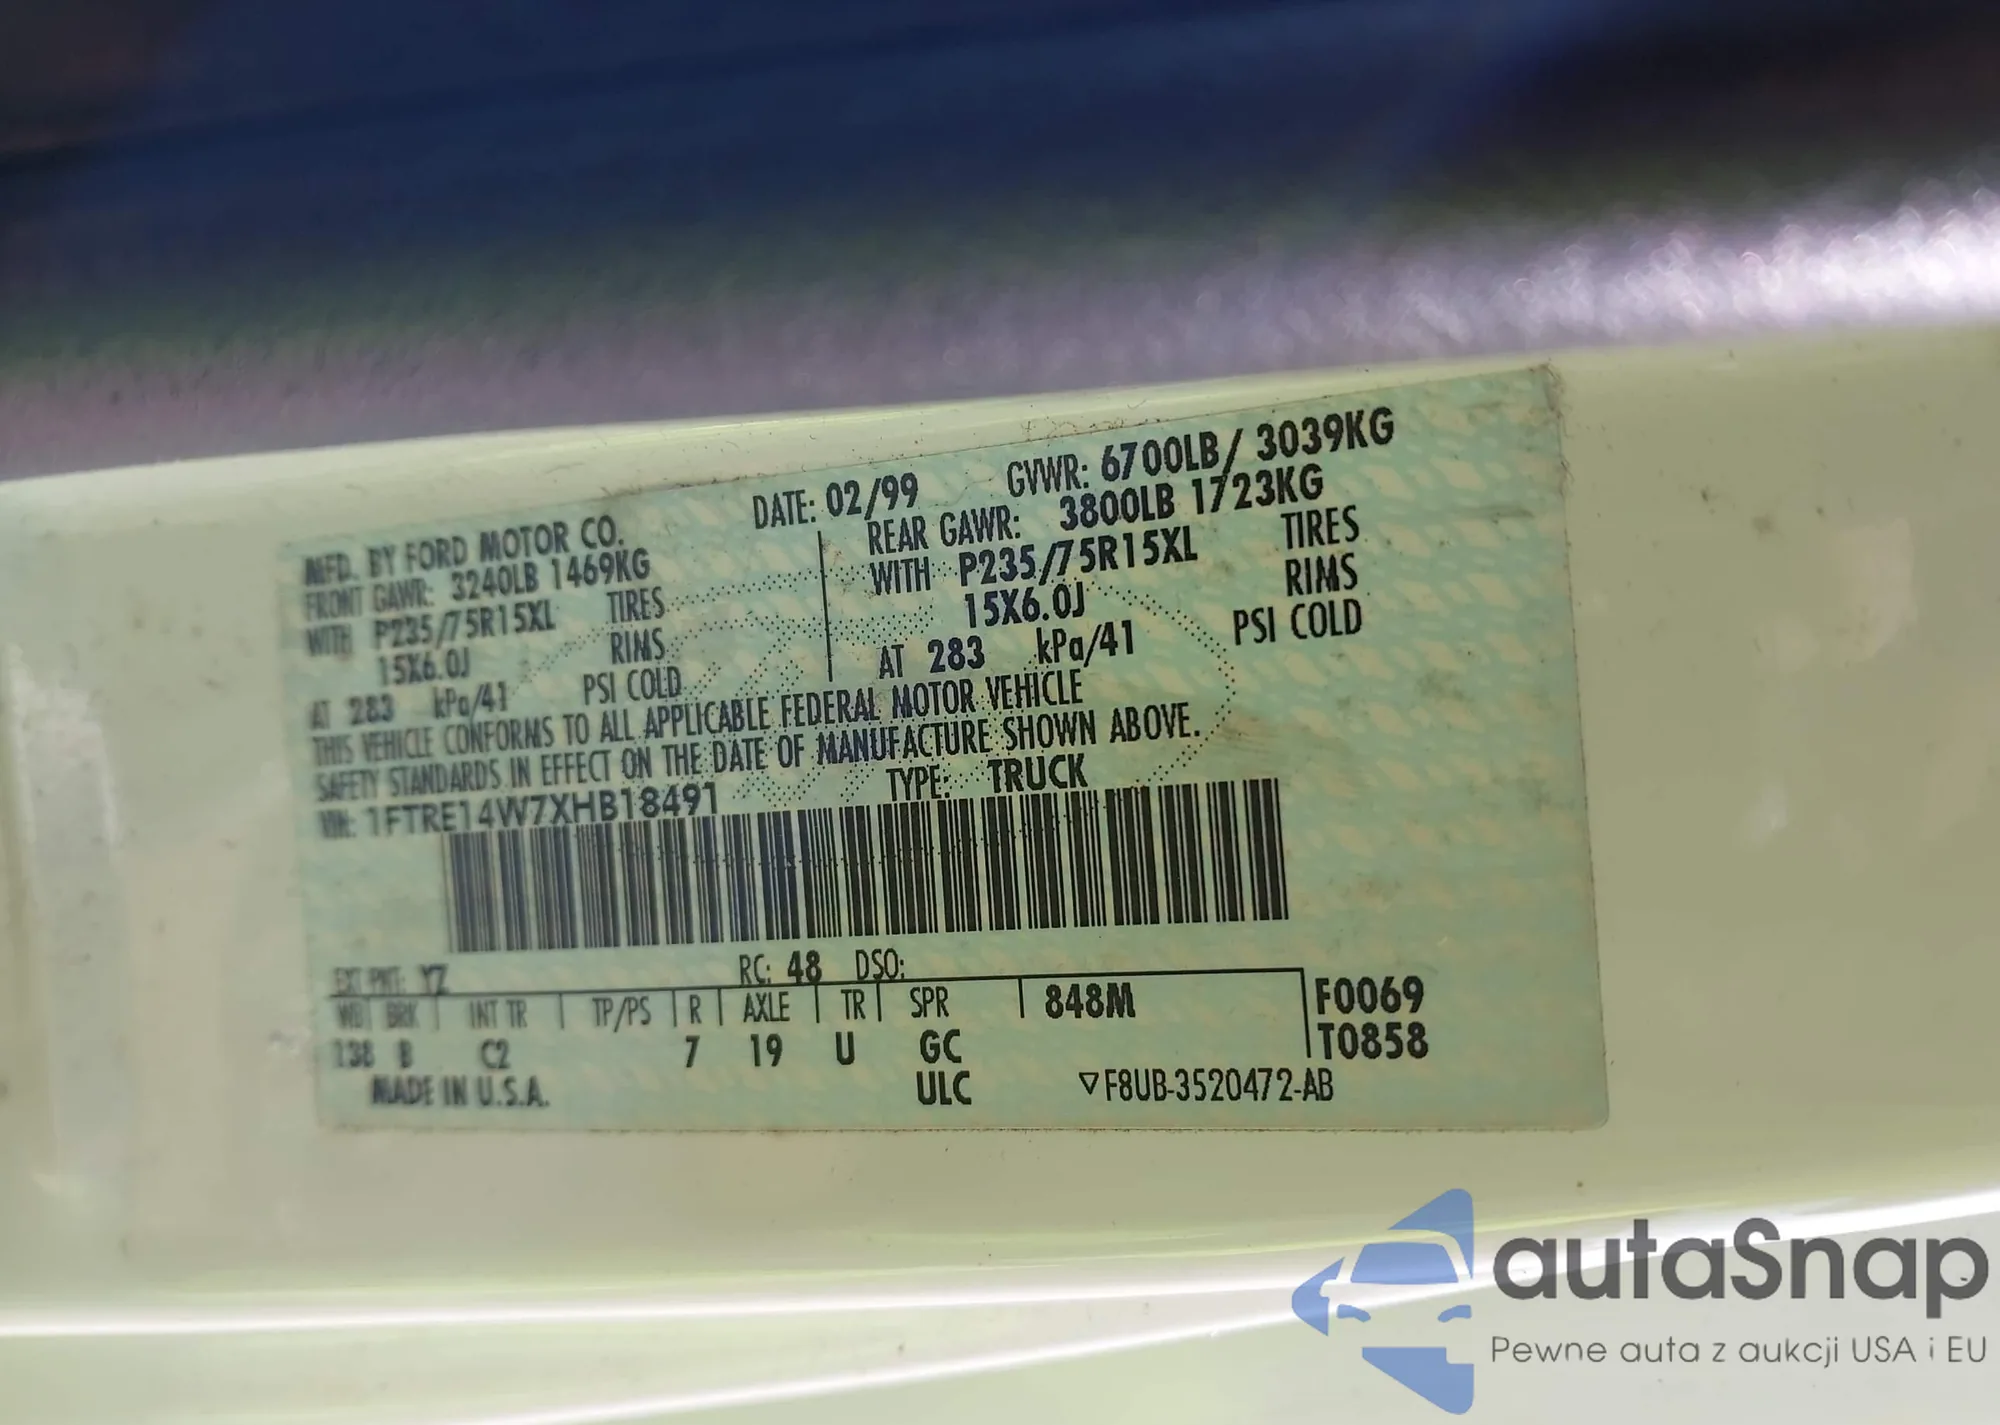 DATE: 02/99 GVWR: 6700LB/ 3039KG
MFD. BY FORD MOTOR CO.
FRONT GAWR: 3240LB 1469KG REAR GAWR: 3800LB 1723KG
WITH P235/75R15XL TIRES WITH P235/75R15XL TIRES
15X6.0J RIMS 15X6.0J RIMS
AT 283 kPa/41 PSI COLD AT 283 kPa/41 PSI COLD
THIS VEHICLE CONFORMS TO ALL APPLICABLE FEDERAL MOTOR VEHICLE
SAFETY STANDARDS IN EFFECT ON THE DATE OF MANUFACTURE SHOWN ABOVE.
VIN: 1FTRE14W7XHB18491 TYPE: TRUCK
EXT PNT: YZ RC: 48 DSO:
WB BRK INT TR TP/PS R AXLE TR SPR 848M F0069
138 B C2 7 19 U GC T0858
MADE IN U.S.A. ULC ▽F8UB-3520472-AB
autaSnap
Pewne auta z aukcji USA i EU